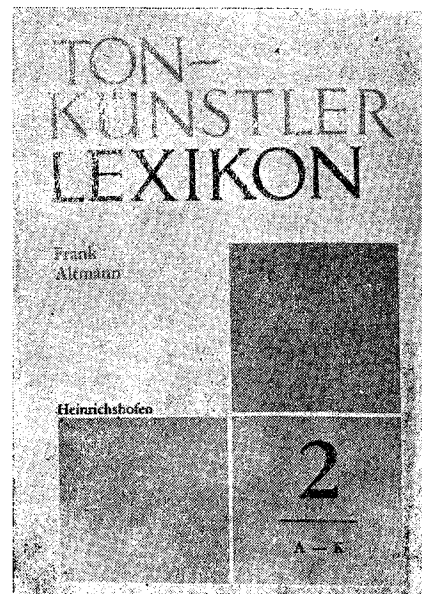 TON-
KÜNSTLER
LEXIKON
Frank
Altmann
Heinrichshofen
2
A – K